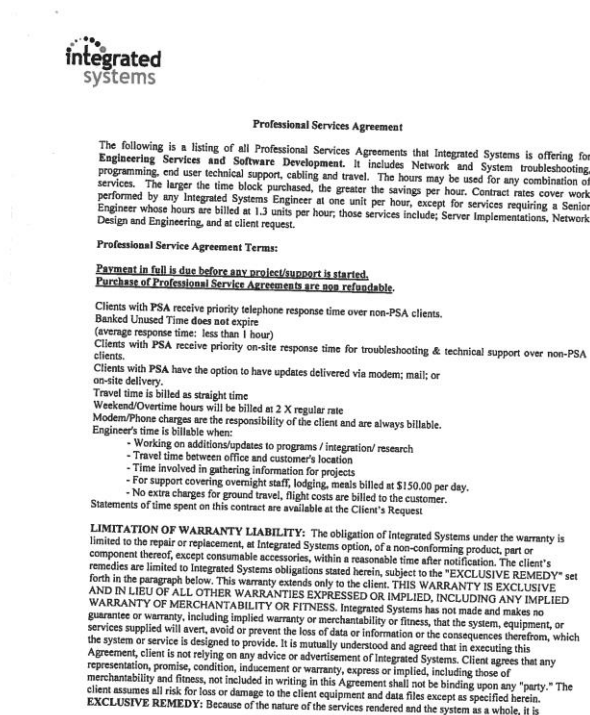 integrated
systems
Professional Services Agreement
The following is a listing of all Professional Services Agreements that Integrated Systems is offering for
Engineering Services and Software Development. It includes Network and System troubleshooting,
programming, end user technical support, cabling and travel. The hours may be used for any combination of
services. The larger the time block purchased, the greater the savings per hour. Contract rates cover work
performed by any Integrated Systems Engineer at one unit per hour, except for services requiring a Senior
Engineer whose hours are billed at 1.3 units per hour; those services include; Server Implementations, Network
Design and Engineering, and at client request.
Professional Service Agreement Terms:
Payment in full is due before any project/support is started.
Purchase of Professional Service Agreements are non refundable.
Clients with PSA receive priority telephone response time over non-PSA clients.
Banked Unused Time does not expire
(average response time: less than 1 hour)
Clients with PSA receive priority on-site response time for troubleshooting & technical support over non-PSA
clients.
Clients with PSA have the option to have updates delivered via modem; mail; or
on-site delivery.
Travel time is billed as straight time
Weekend/Overtime hours will be billed at 2 X regular rate
Modem/Phone charges are the responsibility of the client and are always billable.
Engineer's time is billable when:
- Working on additions/updates to programs / integration/ research
- Travel time between office and customer's location
- Time involved in gathering information for projects
- For support covering overnight staff, lodging, meals billed at $150.00 per day.
- No extra charges for ground travel, flight costs are billed to the customer.
Statements of time spent on this contract are available at the Client's Request
LIMITATION OF WARRANTY LIABILITY: The obligation of Integrated Systems under the warranty is
limited to the repair or replacement, at Integrated Systems option, of a non-conforming product, part or
component thereof, except consumable accessories, within a reasonable time after notification. The client's
remedies are limited to Integrated Systems obligations stated herein, subject to the "EXCLUSIVE REMEDY" set
forth in the paragraph below. This warranty extends only to the client. THIS WARRANTY IS EXCLUSIVE
AND IN LIEU OF ALL OTHER WARRANTIES EXPRESSED OR IMPLIED, INCLUDING ANY IMPLIED
WARRANTY OF MERCHANTABILITY OR FITNESS. Integrated Systems has not made and makes no
guarantee or warranty, including implied warranty or merchantability or fitness, that the system, equipment, or
services supplied will avert, avoid or prevent the loss of data or information or the consequences therefrom, which
the system or service is designed to provide. It is mutually understood and agreed that in executing this
Agreement, client is not relying on any advice or advertisement of Integrated Systems. Client agrees that any
representation, promise, condition, inducement or warranty, express or implied, including those of
merchantability and fitness, not included in writing in this Agreement shall not be binding upon any "party." The
client assumes all risk for loss or damage to the client equipment and data files except as specified herein.
EXCLUSIVE REMEDY: Because of the nature of the services rendered and the system as a whole, it is